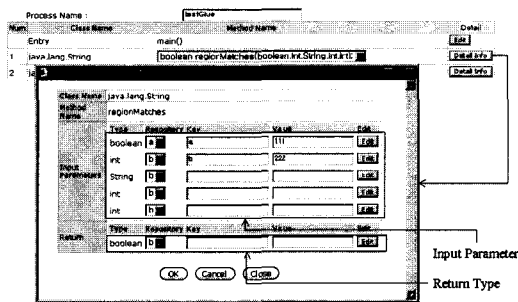 Process Name : testGlue
Num Class Name Method Name Detail
Entry main() Edit
1 java.lang.String boolean regionMatches(boolean,int,String,int,int) Detail Info
2 ja Detail Info
Class Name java.lang.String
Method Name regionMatches
Type Repository Key Value Edit
boolean a a 111 Edit
int b b 222 Edit
Input Parameters
String b Edit
int b Edit
int b Edit
Return
Type Repository Key Value Edit
boolean b Edit
OK Cancel Close
Input Parameter
Return Type